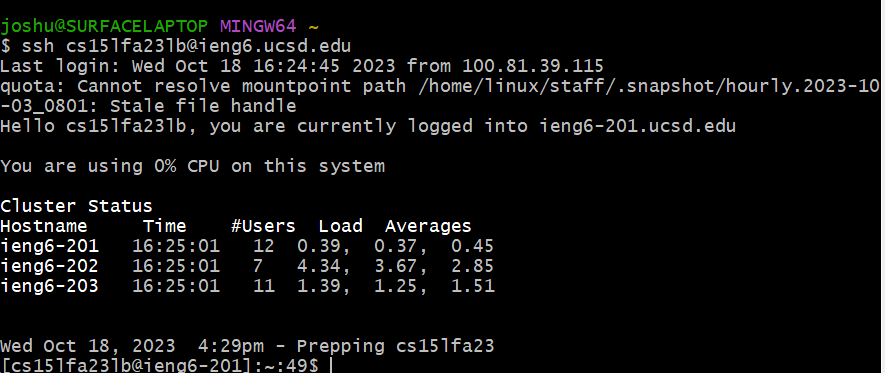 joshu@SURFACELAPTOP MINGW64 ~
$ ssh cs15lfa23lb@ieng6.ucsd.edu
Last login: Wed Oct 18 16:24:45 2023 from 100.81.39.115
quota: Cannot resolve mountpoint path /home/linux/staff/.snapshot/hourly.2023-10
-03_0801: Stale file handle
Hello cs15lfa23lb, you are currently logged into ieng6-201.ucsd.edu
You are using 0% CPU on this system
Cluster Status
Hostname     Time    #Users  Load  Averages
ieng6-201   16:25:01   12  0.39,  0.37,  0.45
ieng6-202   16:25:01   7   4.34,  3.67,  2.85
ieng6-203   16:25:01   11  1.39,  1.25,  1.51
Wed Oct 18, 2023  4:29pm - Prepping cs15lfa23
[cs15lfa23lb@ieng6-201]:~:49$